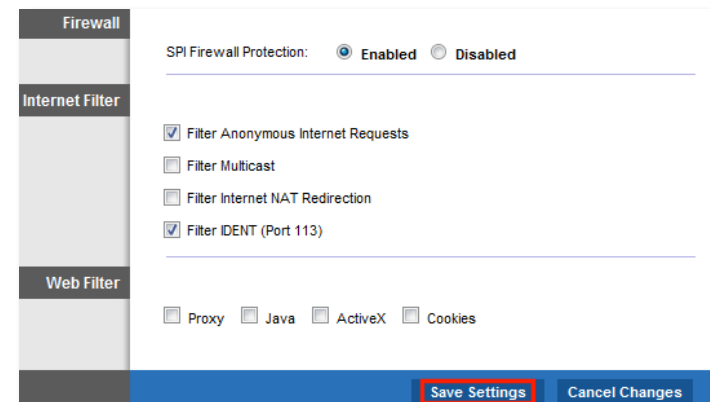 Firewall
SPI Firewall Protection: Enabled Disabled
Internet Filter
Filter Anonymous Internet Requests
Filter Multicast
Filter Internet NAT Redirection
Filter IDENT (Port 113)
Web Filter
Proxy Java ActiveX Cookies
Save Settings Cancel Changes